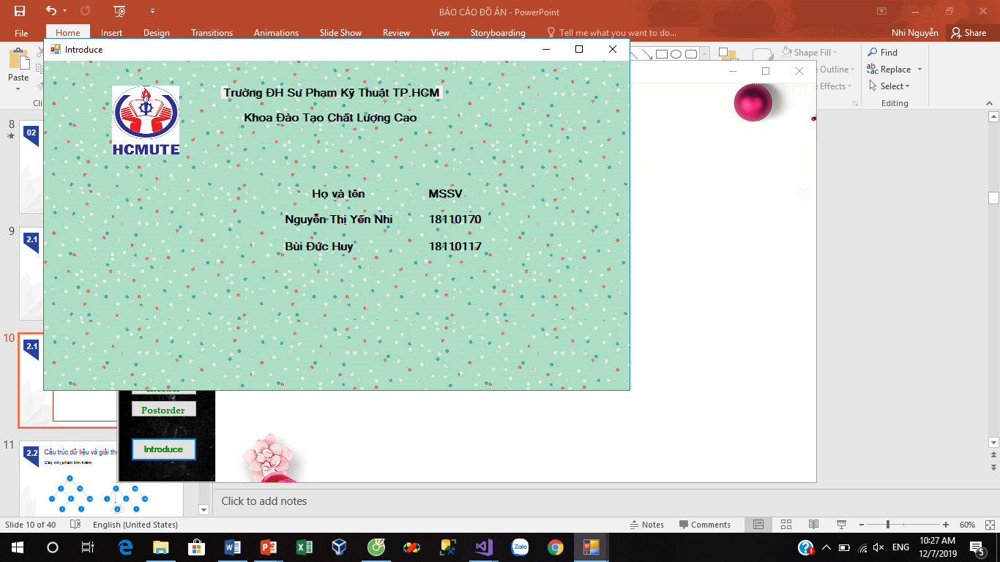 BÁO CÁO ĐỒ ÁN - PowerPoint
File Home Insert Design Transitions Animations Slide Show Review View Storyboarding Tell me what you want to do... Nhi Nguyễn Share
Introduce
Paste
Shape Fill
Outline
Effects
Find
Replace
Select
Editing
Trường ĐH Sư Phạm Kỹ Thuật TP.HCM
Khoa Đào Tạo Chất Lượng Cao
HCMUTE
Họ và tên MSSV
Nguyễn Thị Yến Nhi 18110170
Bùi Đức Huy 18110117
8
02
9
2.1
10
2.1
Postorder
Introduce
11
2.2 Cấu trúc dữ liệu và giải
Cây nhị phân tìm kiếm
Click to add notes
Slide 10 of 40 English (United States) Notes Comments 60%
Zalo
ENG
10:27 AM
12/7/2019
5